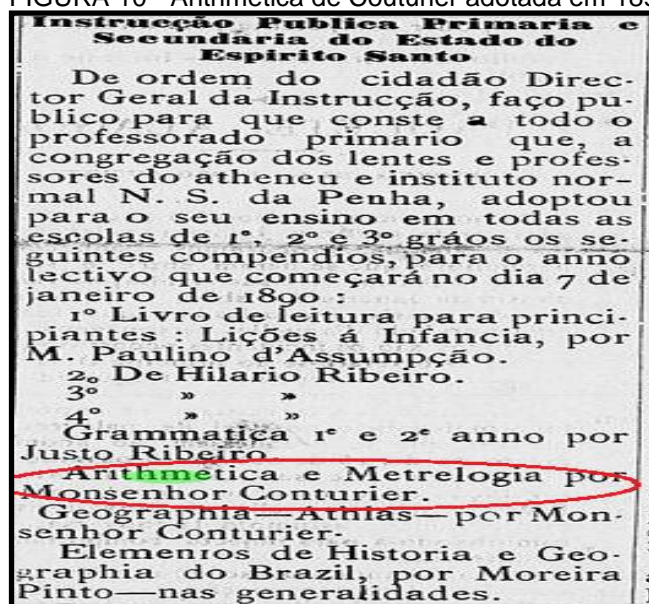 FIGURA 10 - Arithmetica de Couturier adotada em 189
Instrucção Publica Primaria e
Secundaria do Estado do
Espirito Santo
De ordem do cidadão Direc-
tor Geral da Instrucção, faço pu-
blico para que conste a todo o
professorado primario que, a
congregação dos lentes e profes-
sores do atheneu e instituto nor-
mal N. S. da Penha, adoptou
para o seu ensino em todas as
escolas de 1º, 2º e 3º gráos os se-
guintes compendios, para o anno
lectivo que começará no dia 7 de
janeiro de 1890:
1º Livro de leitura para princi-
piantes: Lições á Infancia, por
M. Paulino d'Assumpção.
2º De Hilario Ribeiro.
3º » »
4º » »
Grammatica 1º e 2º anno por
Justo Ribeiro.
Arithmetica e Metrelogia por
Monsenhor Conturier.
Geographia—Athlas—por Mon-
senhor Conturier.
Elementos de Historia e Geo-
graphia do Brazil, por Moreira
Pinto—nas generalidades.